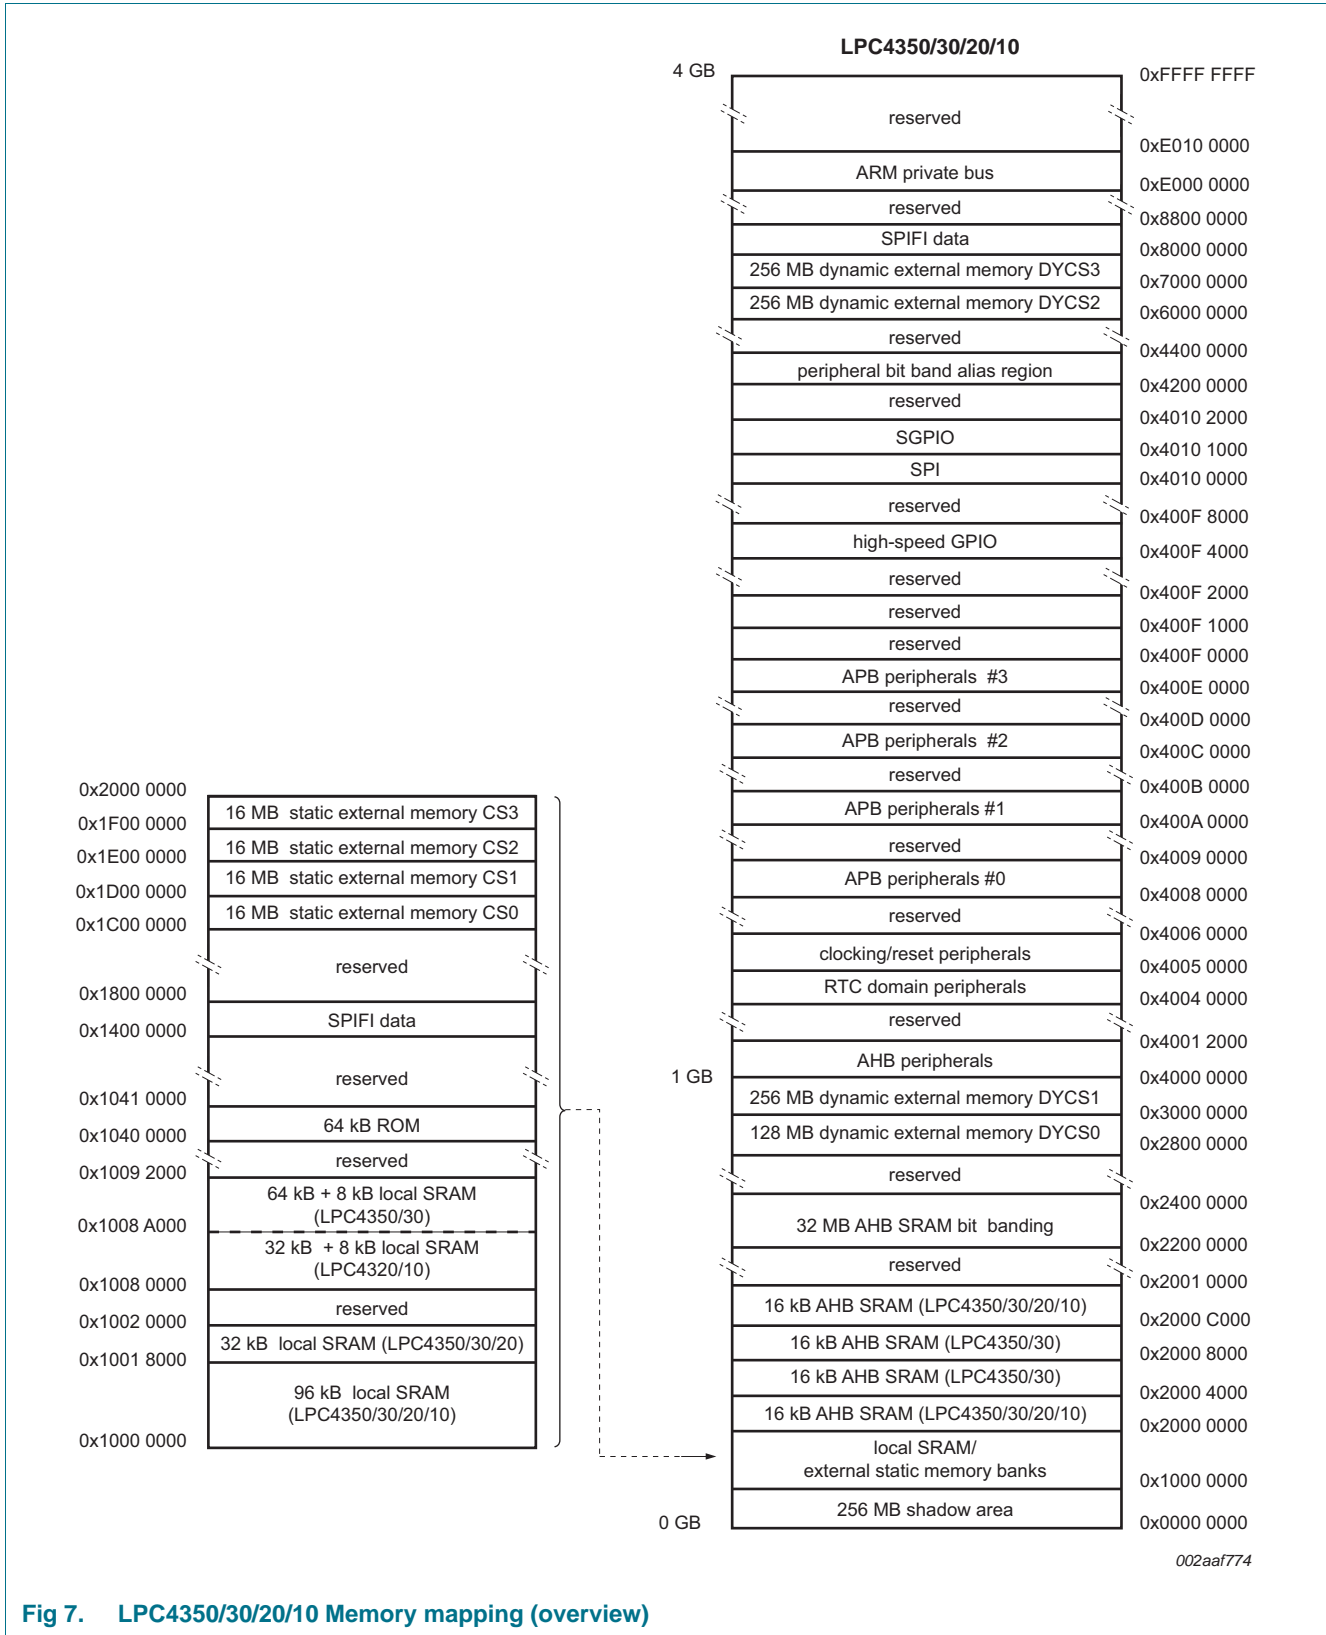 LPC4350/30/20/10
4 GB
0xFFFF FFFF
reserved
0xE010 0000
ARM private bus
0xE000 0000
reserved
0x8800 0000
SPIFI data
0x8000 0000
256 MB dynamic external memory DYCS3
0x7000 0000
256 MB dynamic external memory DYCS2
0x6000 0000
reserved
0x4400 0000
peripheral bit band alias region
0x4200 0000
reserved
0x4010 2000
SGPIO
0x4010 1000
SPI
0x4010 0000
reserved
0x400F 8000
high-speed GPIO
0x400F 4000
reserved
0x400F 2000
reserved
0x400F 1000
reserved
0x400F 0000
APB peripherals #3
0x400E 0000
reserved
0x400D 0000
APB peripherals #2
0x400C 0000
reserved
0x400B 0000
APB peripherals #1
0x400A 0000
reserved
0x4009 0000
APB peripherals #0
0x4008 0000
reserved
0x4006 0000
clocking/reset peripherals
0x4005 0000
RTC domain peripherals
0x4004 0000
reserved
0x4001 2000
AHB peripherals
1 GB
0x4000 0000
256 MB dynamic external memory DYCS1
0x3000 0000
128 MB dynamic external memory DYCS0
0x2800 0000
reserved
0x2400 0000
32 MB AHB SRAM bit banding
0x2200 0000
reserved
0x2001 0000
16 kB AHB SRAM (LPC4350/30/20/10)
0x2000 C000
16 kB AHB SRAM (LPC4350/30)
0x2000 8000
16 kB AHB SRAM (LPC4350/30)
0x2000 4000
16 kB AHB SRAM (LPC4350/30/20/10)
0x2000 0000
local SRAM/
external static memory banks
0x1000 0000
256 MB shadow area
0 GB
0x0000 0000
0x2000 0000
16 MB static external memory CS3
0x1F00 0000
16 MB static external memory CS2
0x1E00 0000
16 MB static external memory CS1
0x1D00 0000
16 MB static external memory CS0
0x1C00 0000
reserved
0x1800 0000
SPIFI data
0x1400 0000
reserved
0x1041 0000
64 kB ROM
0x1040 0000
reserved
0x1009 2000
64 kB + 8 kB local SRAM
(LPC4350/30)
0x1008 A000
32 kB + 8 kB local SRAM
(LPC4320/10)
0x1008 0000
reserved
0x1002 0000
32 kB local SRAM (LPC4350/30/20)
0x1001 8000
96 kB local SRAM
(LPC4350/30/20/10)
0x1000 0000
002aaf774
Fig 7. LPC4350/30/20/10 Memory mapping (overview)